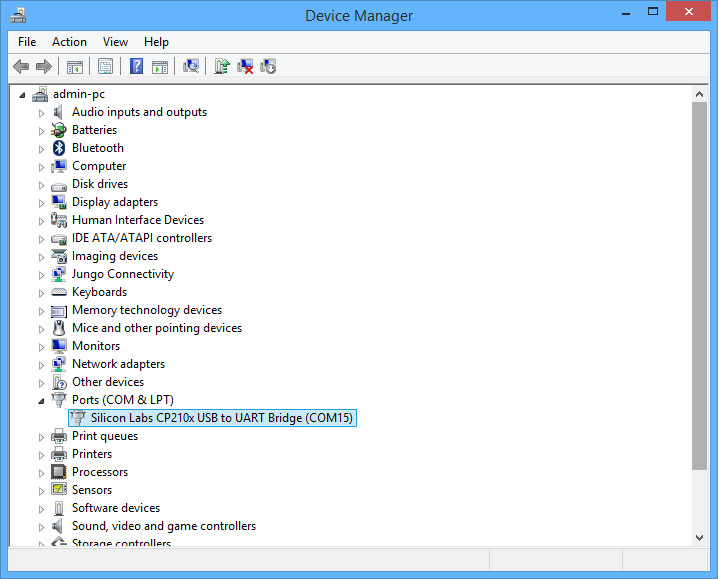 Device Manager
File Action View Help
admin-pc
Audio inputs and outputs
Batteries
Bluetooth
Computer
Disk drives
Display adapters
Human Interface Devices
IDE ATA/ATAPI controllers
Imaging devices
Jungo Connectivity
Keyboards
Memory technology devices
Mice and other pointing devices
Monitors
Network adapters
Other devices
Ports (COM & LPT)
Silicon Labs CP210x USB to UART Bridge (COM15)
Print queues
Printers
Processors
Sensors
Software devices
Sound, video and game controllers
Storage controllers